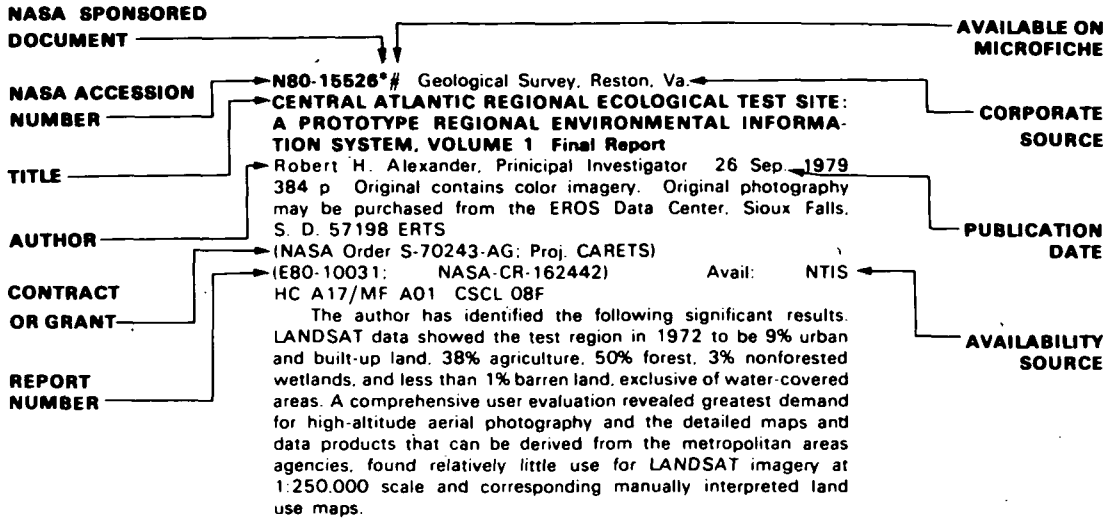 NASA SPONSORED
DOCUMENT
AVAILABLE ON
MICROFICHE
NASA ACCESSION
NUMBER
N80-15526*# Geological Survey, Reston, Va.
CORPORATE
SOURCE
TITLE
CENTRAL ATLANTIC REGIONAL ECOLOGICAL TEST SITE:
A PROTOTYPE REGIONAL ENVIRONMENTAL INFORMA-
TION SYSTEM, VOLUME 1 Final Report
AUTHOR
Robert H. Alexander, Prinicipal Investigator 26 Sep. 1979
384 p Original contains color imagery. Original photography
may be purchased from the EROS Data Center, Sioux Falls,
S. D. 57198 ERTS
PUBLICATION
DATE
CONTRACT
OR GRANT
(NASA Order S-70243-AG; Proj. CARETS)
REPORT
NUMBER
(E80-10031; NASA-CR-162442) Avail: NTIS
HC A17/MF A01 CSCL 08F
AVAILABILITY
SOURCE
The author has identified the following significant results.
LANDSAT data showed the test region in 1972 to be 9% urban
and built-up land, 38% agriculture, 50% forest, 3% nonforested
wetlands, and less than 1% barren land, exclusive of water-covered
areas. A comprehensive user evaluation revealed greatest demand
for high-altitude aerial photography and the detailed maps and
data products that can be derived from the metropolitan areas
agencies, found relatively little use for LANDSAT imagery at
1:250,000 scale and corresponding manually interpreted land
use maps.